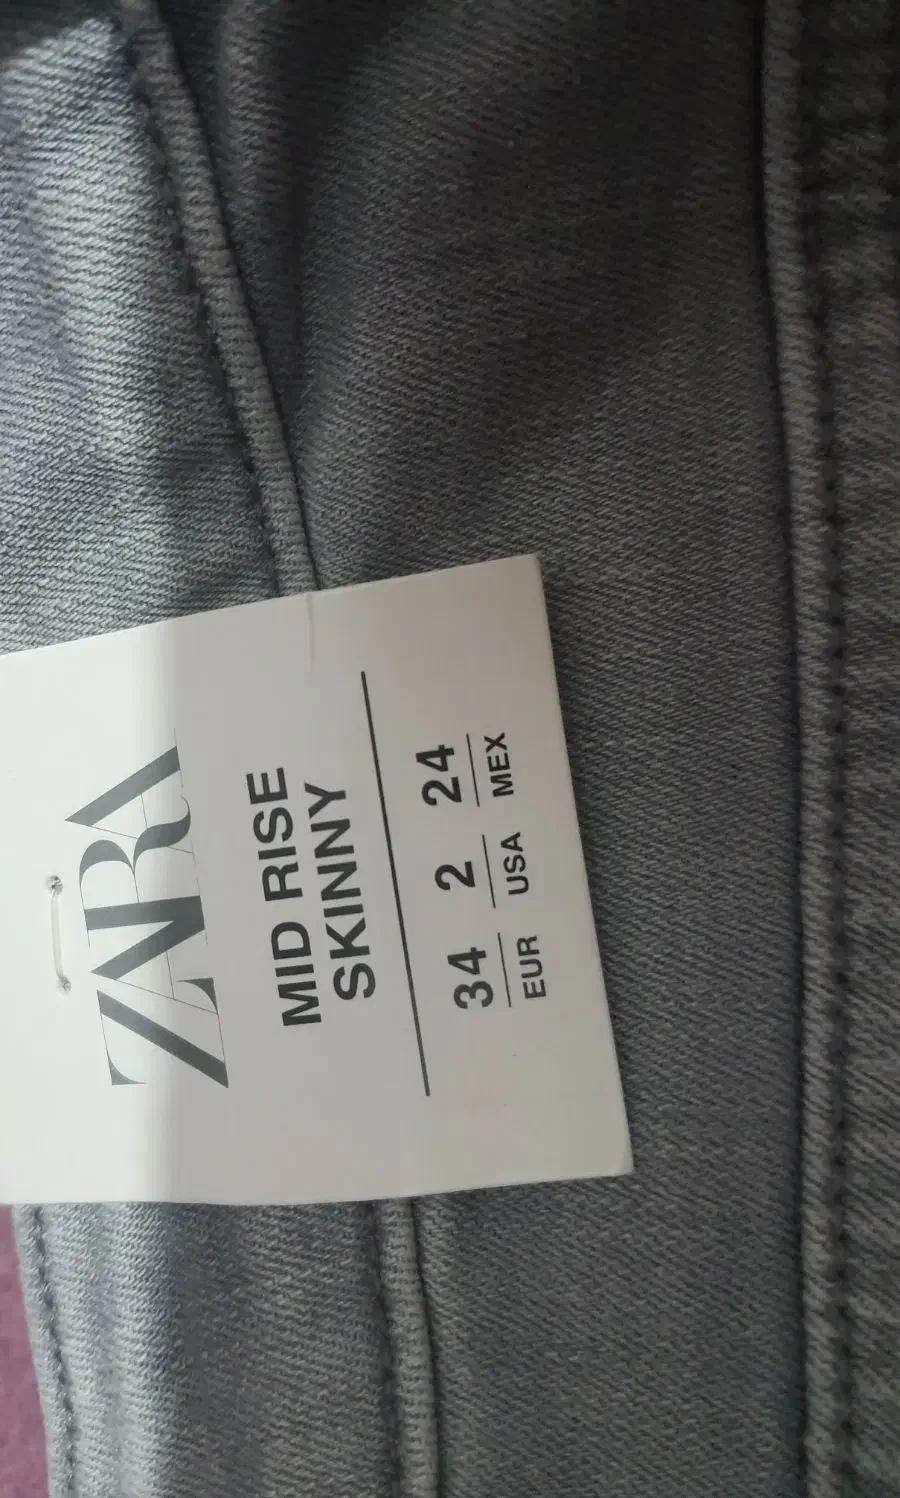 ZARA
MID RISE
SKINNY
34 2 24
EUR USA MEX